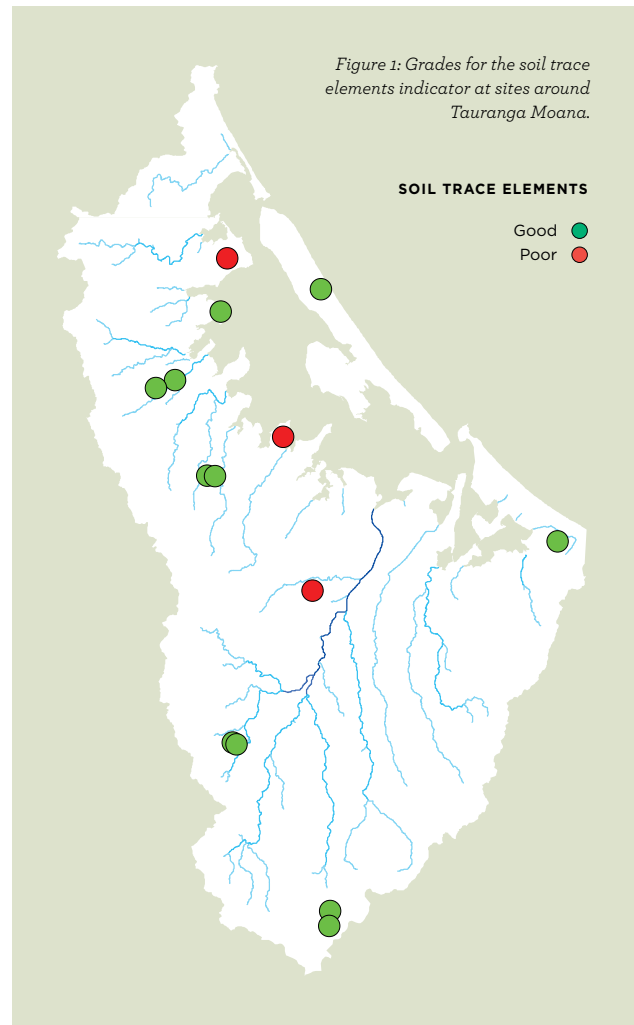 Figure 1: Grades for the soil trace
elements indicator at sites around
Tauranga Moana.
SOIL TRACE ELEMENTS
Good
Poor